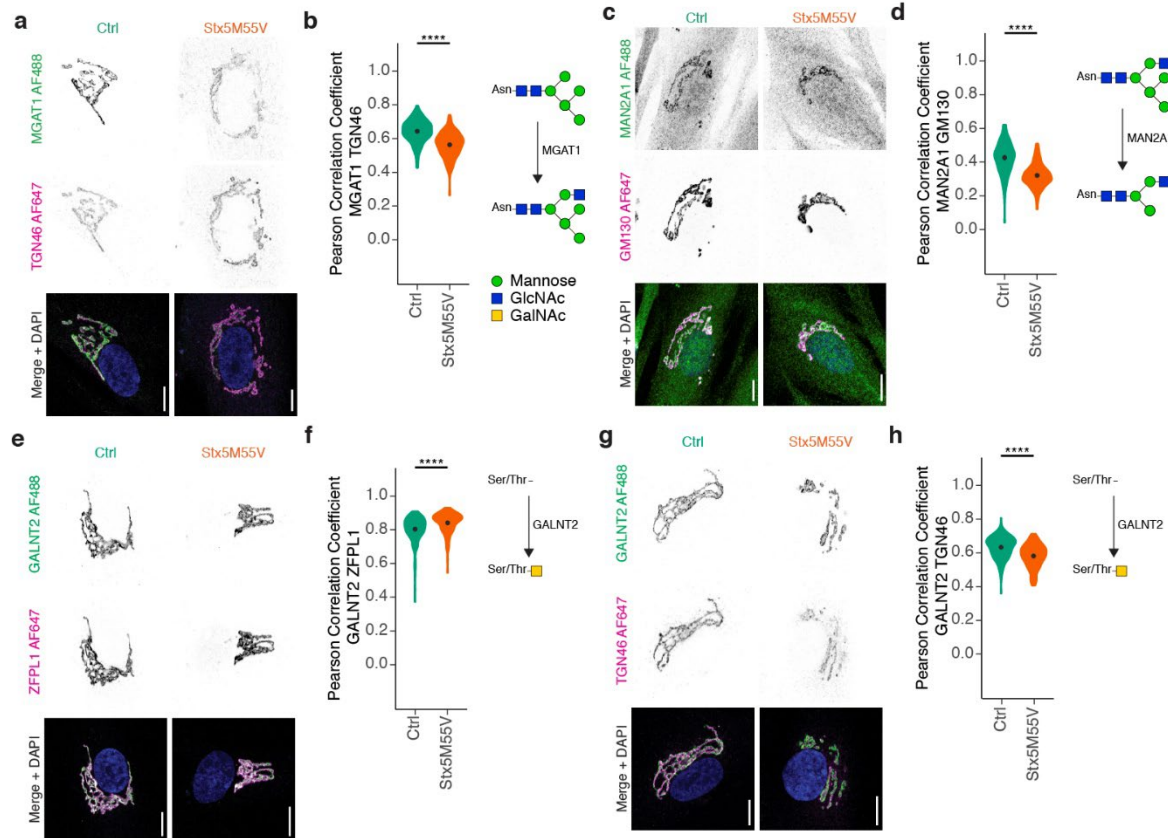 a
Ctrl
Stx5M55V
MGAT1 AF488
TGN46 AF647
Merge + DAPI
b
****
Pearson Correlation Coefficient
MGAT1 TGN46
1.0
0.8
0.6
0.4
0.2
0.0
Ctrl
Stx5M55V
Asn
MGAT1
Asn
Mannose
GlcNAc
GalNAc
c
Ctrl
Stx5M55V
MAN2A1 AF488
GM130 AF647
Merge + DAPI
d
****
Pearson Correlation Coefficient
MAN2A1 GM130
1.0
0.8
0.6
0.4
0.2
0.0
Ctrl
Stx5M55V
Asn
MAN2A
Asn
e
Ctrl
Stx5M55V
GALNT2 AF488
ZFPL1 AF647
Merge + DAPI
f
****
Pearson Correlation Coefficient
GALNT2 ZFPL1
1.0
0.8
0.6
0.4
0.2
0.0
Ctrl
Stx5M55V
Ser/Thr-
GALNT2
Ser/Thr
g
Ctrl
Stx5M55V
GALNT2 AF488
TGN46 AF647
Merge + DAPI
h
****
Pearson Correlation Coefficient
GALNT2 TGN46
1.0
0.8
0.6
0.4
0.2
0.0
Ctrl
Stx5M55V
Ser/Thr-
GALNT2
Ser/Thr